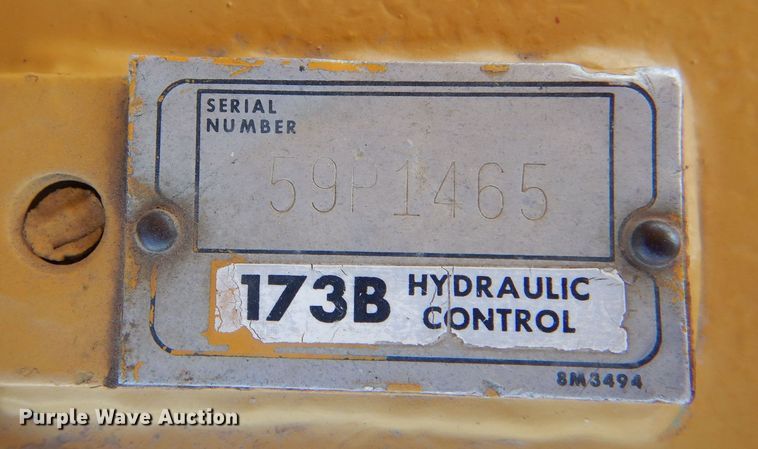 SERIAL
NUMBER
59P1465
173B HYDRAULIC
CONTROL
8M3494
Purple Wave Auction